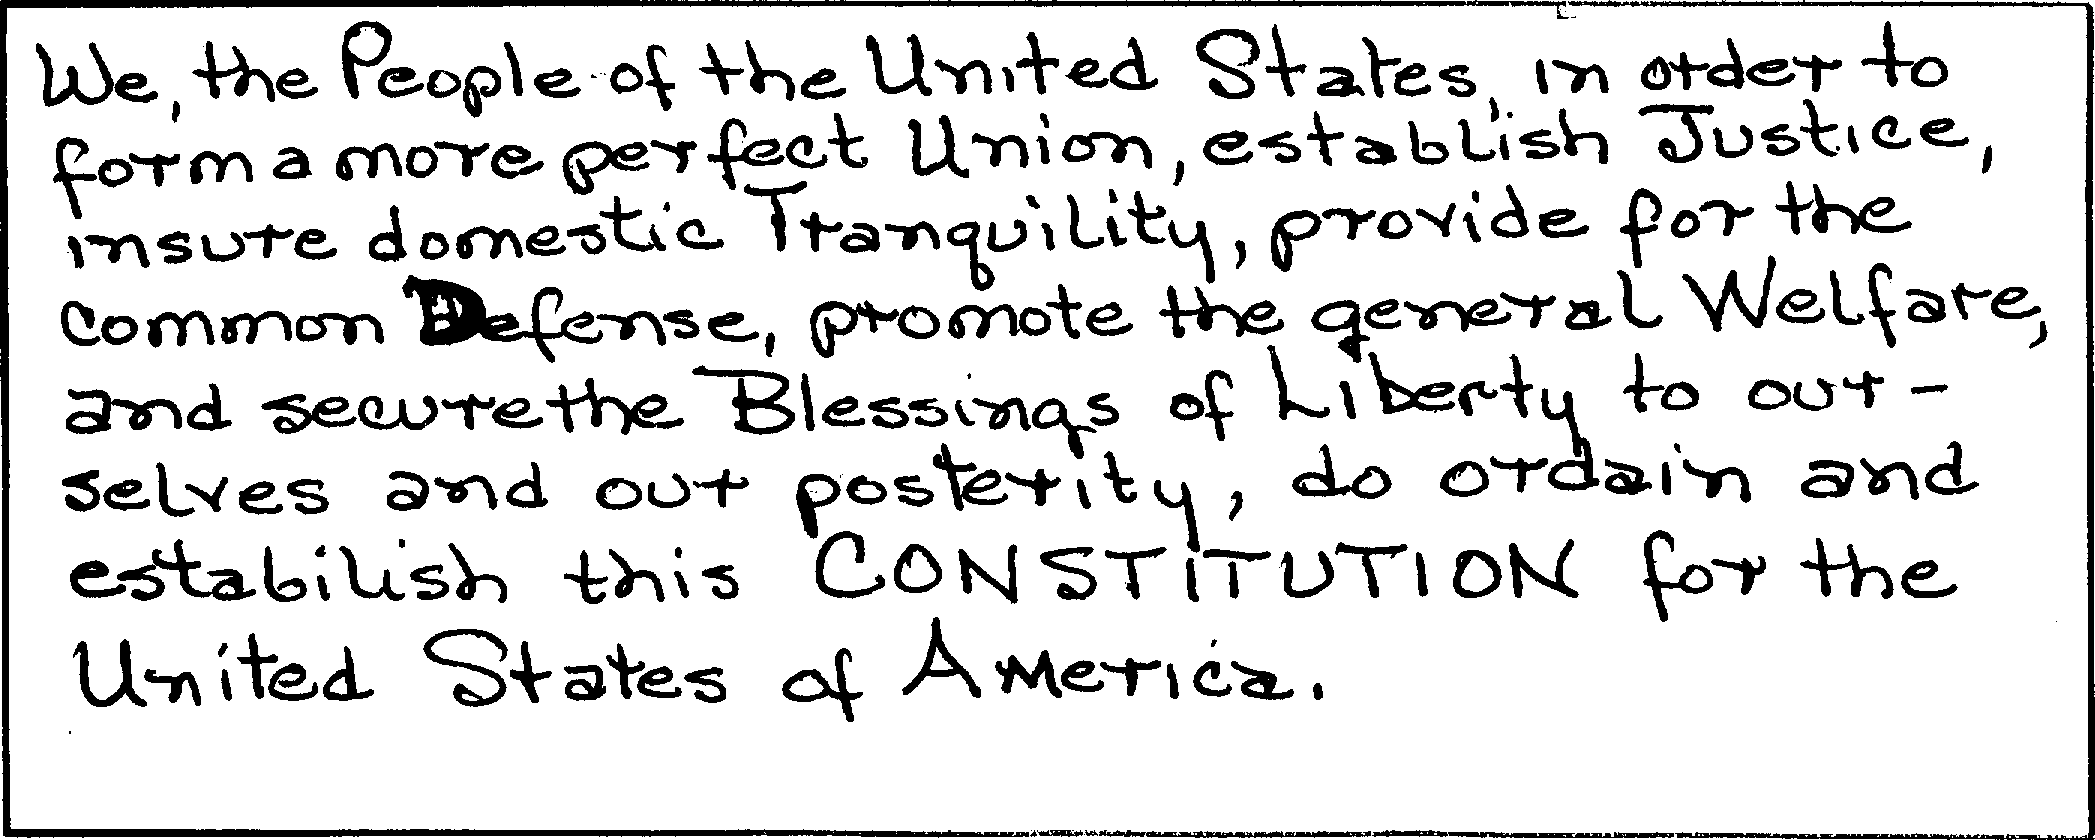 We, the People of the United States, in order to
form a more perfect Union, establish Justice,
insure domestic Tranquility, provide for the
common Defense, promote the general Welfare,
and secure the Blessings of Liberty to our-
selves and our posterity, do ordain and
estabilish this CONSTITUTION for the
United States of America.